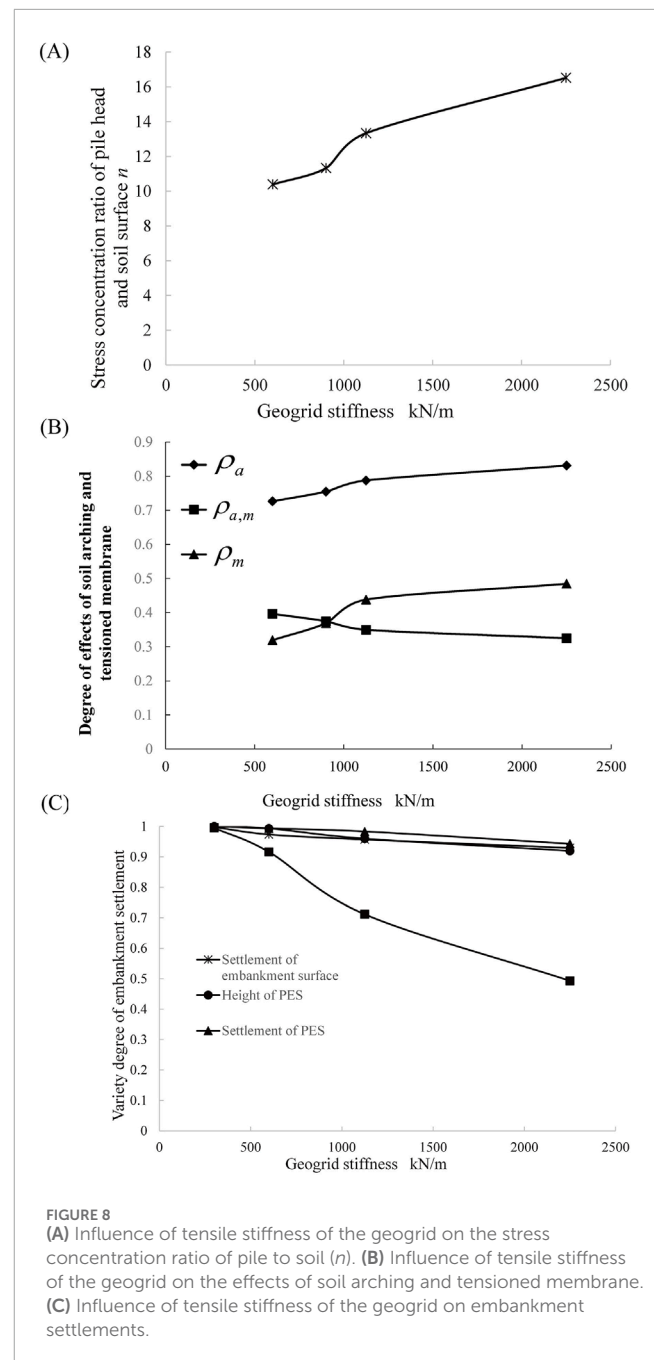 (A)
18
16
14
12
10
8
6
4
2
0
Stress concentration ratio of pile head
and soil surface n
0 500 1000 1500 2000 2500
Geogrid stiffness kN/m
(B)
0.9
0.8
0.7
0.6
0.5
0.4
0.3
0.2
0.1
0
Degree of effects of soil arching and
tensioned membrane
ρa
ρa,m
ρm
0 500 1000 1500 2000 2500
Geogrid stiffness kN/m
(C)
1
0.9
0.8
0.7
0.6
0.5
0.4
0.3
0.2
0.1
0
Variety degree of embankment settlement
Settlement of
embankment surface
Height of PES
Settlement of PES
0 500 1000 1500 2000 2500
Geogrid stiffness kN/m
FIGURE 8
(A) Influence of tensile stiffness of the geogrid on the stress
concentration ratio of pile to soil (n). (B) Influence of tensile stiffness
of the geogrid on the effects of soil arching and tensioned membrane.
(C) Influence of tensile stiffness of the geogrid on embankment
settlements.